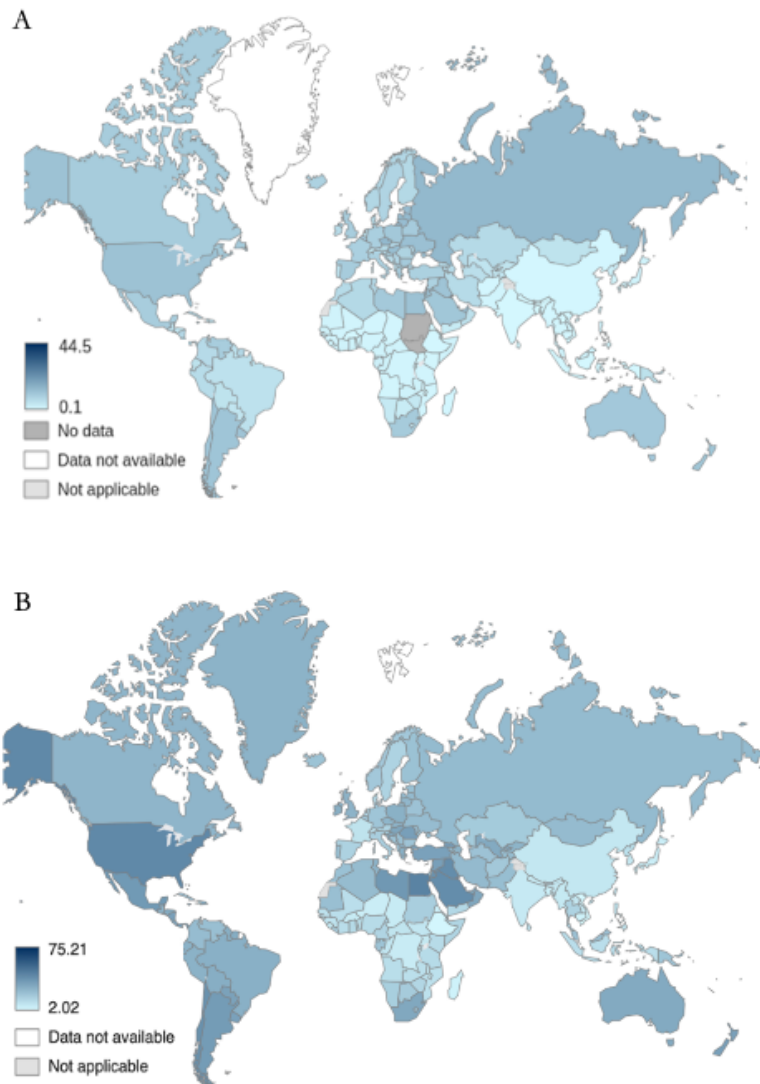 A
44.5
0.1
No data
Data not available
Not applicable
B
75.21
2.02
Data not available
Not applicable